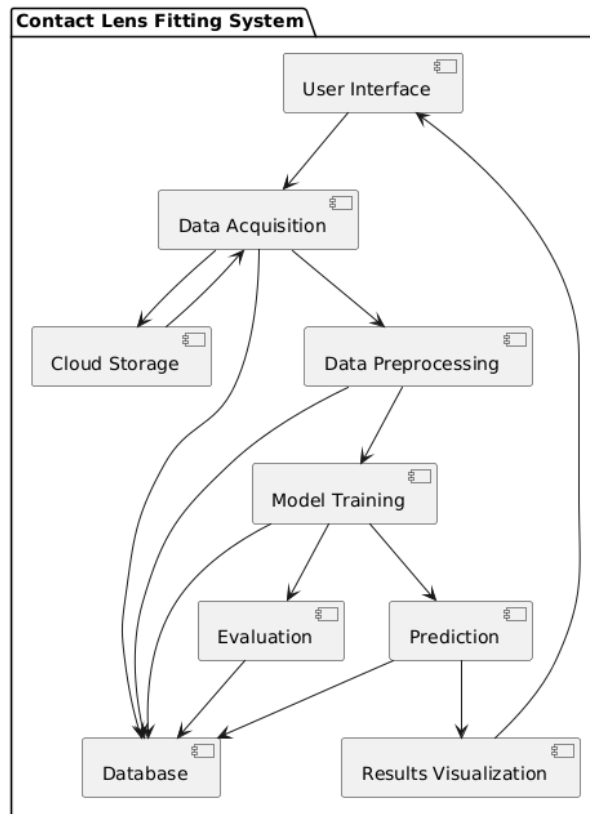 Contact Lens Fitting System
User Interface
Data Acquisition
Cloud Storage
Data Preprocessing
Model Training
Evaluation
Prediction
Database
Results Visualization